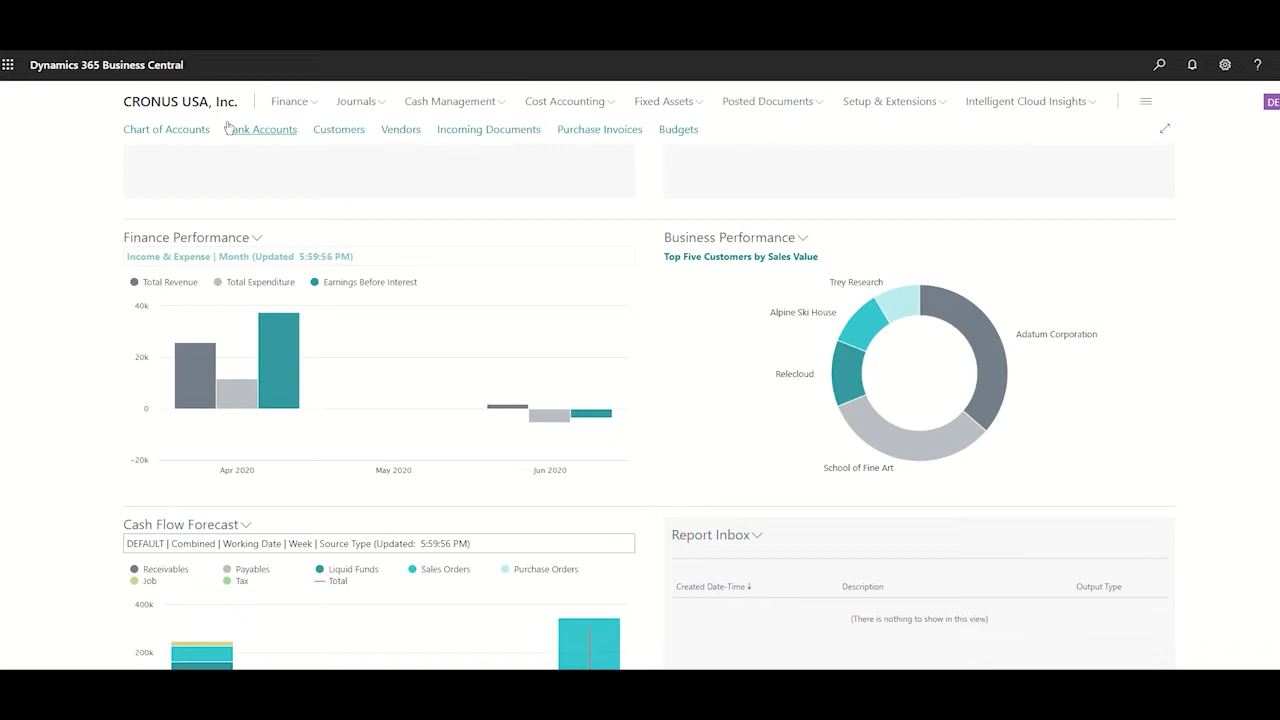 Dynamics 365 Business Central
CRONUS USA, Inc. Finance Journals Cash Management Cost Accounting Fixed Assets Posted Documents Setup & Extensions Intelligent Cloud Insights
DE
Chart of Accounts Bank Accounts Customers Vendors Incoming Documents Purchase Invoices Budgets
Finance Performance
Income & Expense | Month (Updated 5:59:56 PM)
Total Revenue Total Expenditure Earnings Before Interest
40k
20k
0
-20k
Apr 2020 May 2020 Jun 2020
Business Performance
Top Five Customers by Sales Value
Trey Research
Alpine Ski House
Adatum Corporation
Relecloud
School of Fine Art
Cash Flow Forecast
DEFAULT | Combined | Working Date | Week | Source Type (Updated: 5:59:56 PM)
Receivables Payables Liquid Funds Sales Orders Purchase Orders
Job Tax Total
400k
200k
Report Inbox
Created Date-Time↓ Description Output Type
(There is nothing to show in this view)